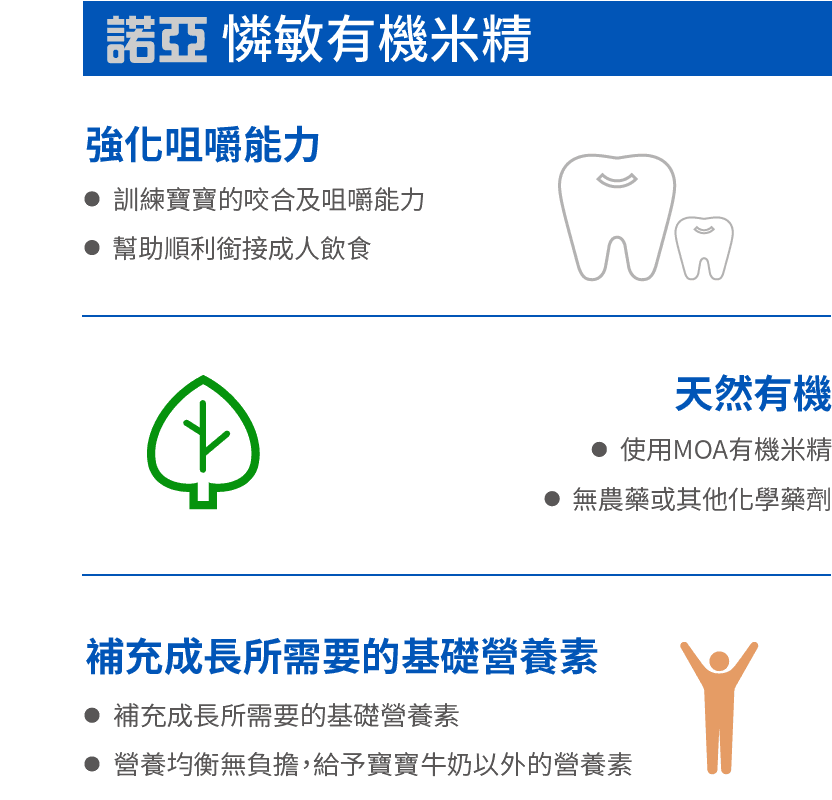 諾亞 憐敏有機米精
強化咀嚼能力
● 訓練寶寶的咬合及咀嚼能力
● 幫助順利銜接成人飲食
天然有機
● 使用MOA有機米精
● 無農藥或其他化學藥劑
補充成長所需要的基礎營養素
● 補充成長所需要的基礎營養素
● 營養均衡無負擔，給予寶寶牛奶以外的營養素